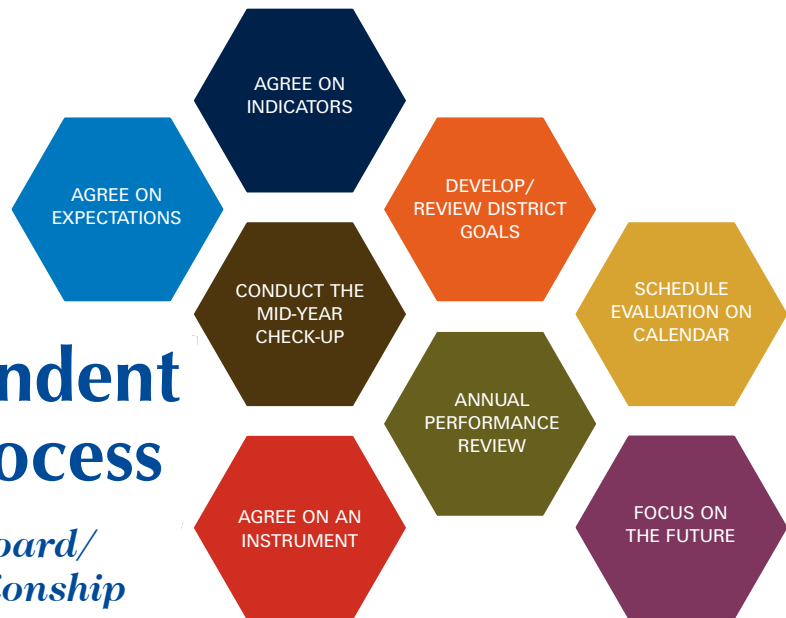 AGREE ON
INDICATORS
AGREE ON
EXPECTATIONS
DEVELOP/
REVIEW DISTRICT
GOALS
CONDUCT THE
MID-YEAR
CHECK-UP
SCHEDULE
EVALUATION ON
CALENDAR
ndent
ocess
ANNUAL
PERFORMANCE
REVIEW
AGREE ON AN
INSTRUMENT
FOCUS ON
THE FUTURE
oard/
ionship